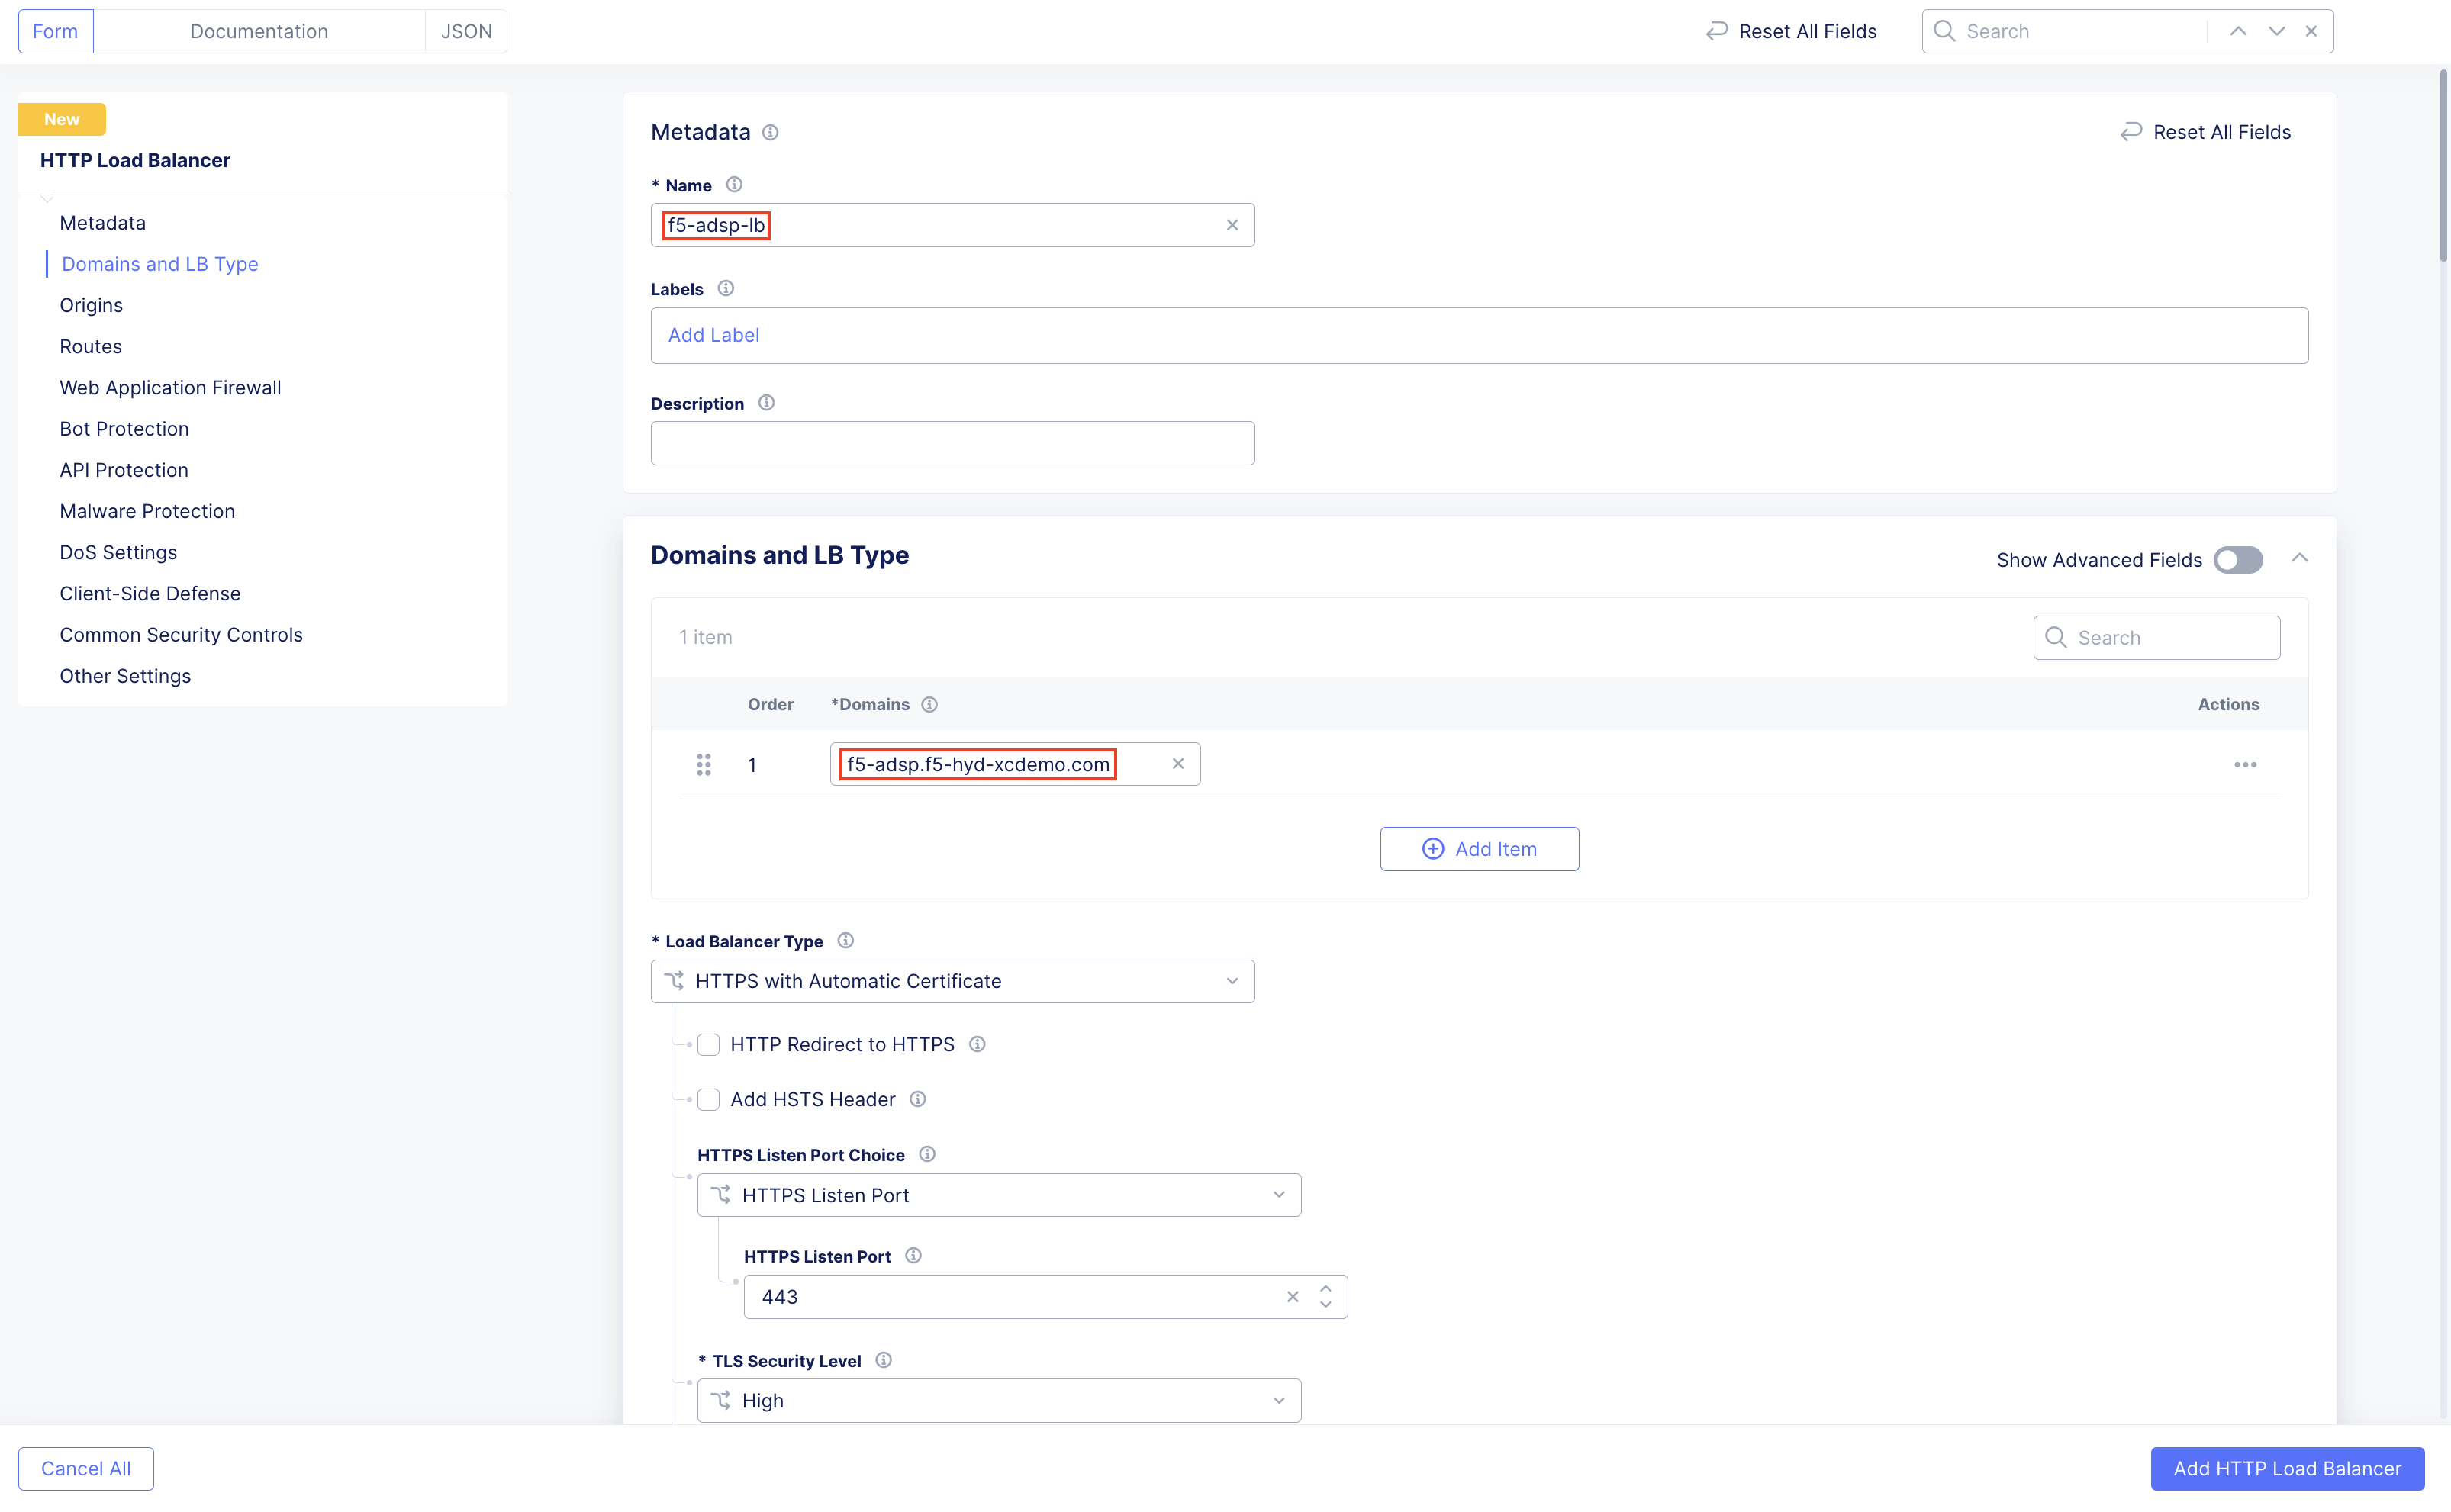 Form Documentation JSON Reset All Fields Search
New
HTTP Load Balancer
Metadata
Domains and LB Type
Origins
Routes
Web Application Firewall
Bot Protection
API Protection
Malware Protection
DoS Settings
Client-Side Defense
Common Security Controls
Other Settings
Metadata Reset All Fields
* Name
f5-adsp-lb
Labels
Add Label
Description
Domains and LB Type Show Advanced Fields
1 item Search
Order *Domains Actions
1 f5-adsp.f5-hyd-xcdemo.com
Add Item
* Load Balancer Type
HTTPS with Automatic Certificate
HTTP Redirect to HTTPS
Add HSTS Header
HTTPS Listen Port Choice
HTTPS Listen Port
HTTPS Listen Port
443
* TLS Security Level
High
Cancel All Add HTTP Load Balancer